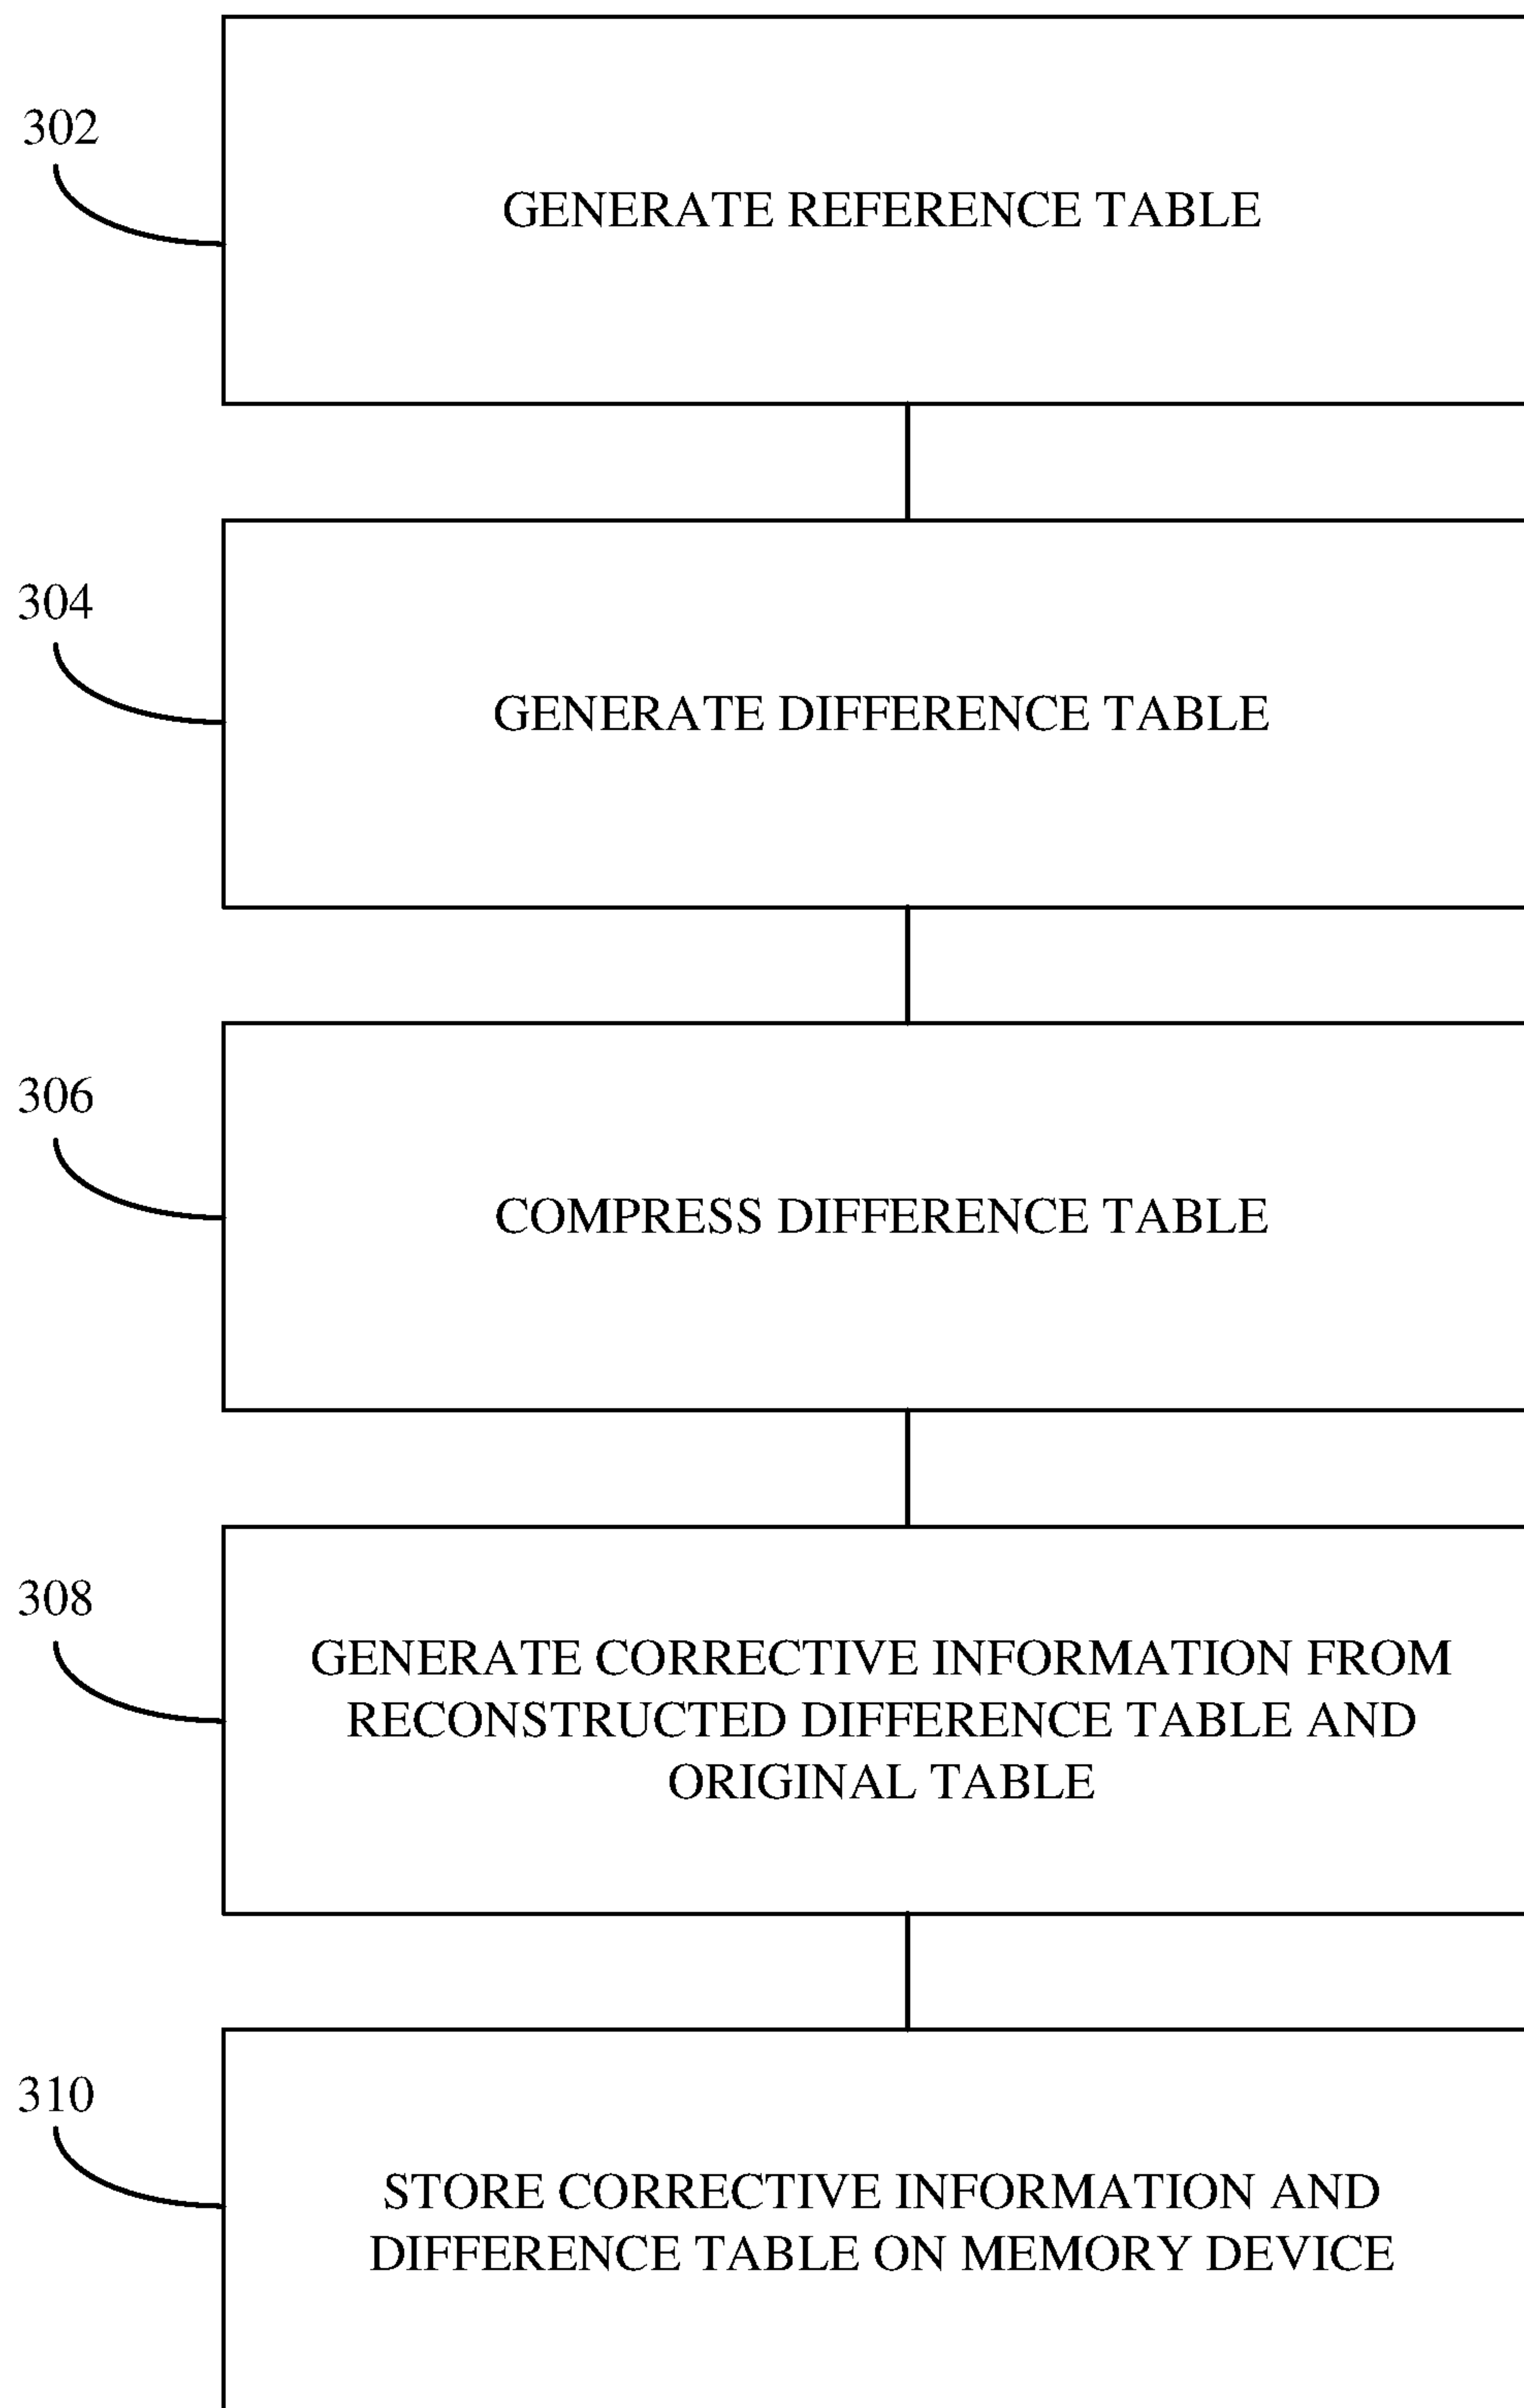 302
GENERATE REFERENCE TABLE
304
GENERATE DIFFERENCE TABLE
306
COMPRESS DIFFERENCE TABLE
308
GENERATE CORRECTIVE INFORMATION FROM
RECONSTRUCTED DIFFERENCE TABLE AND
ORIGINAL TABLE
310
STORE CORRECTIVE INFORMATION AND
DIFFERENCE TABLE ON MEMORY DEVICE